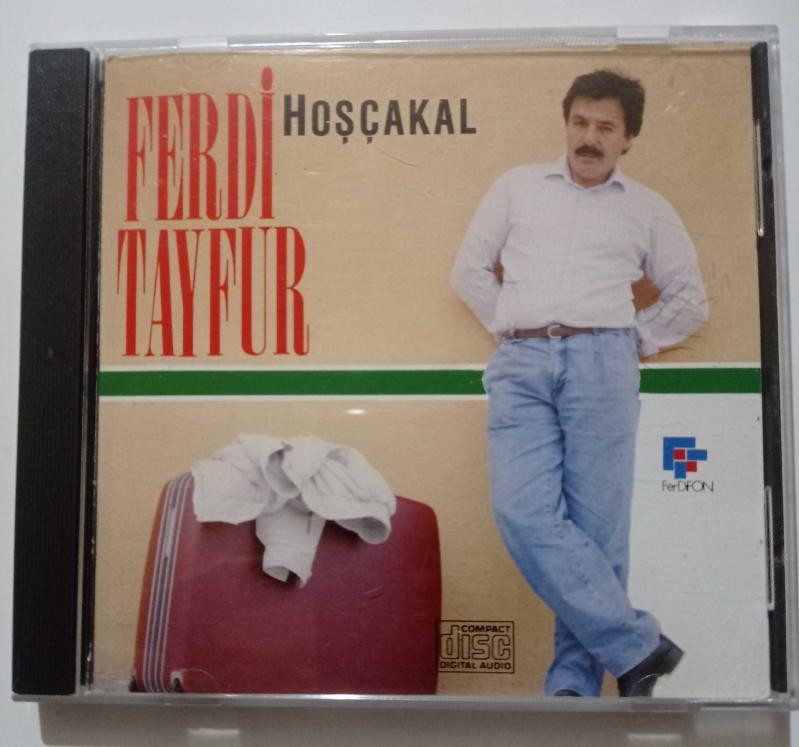 FERDİ
TAYFUR
HOŞÇAKAL
FerDiFON
COMPACT
disc
DIGITAL AUDIO